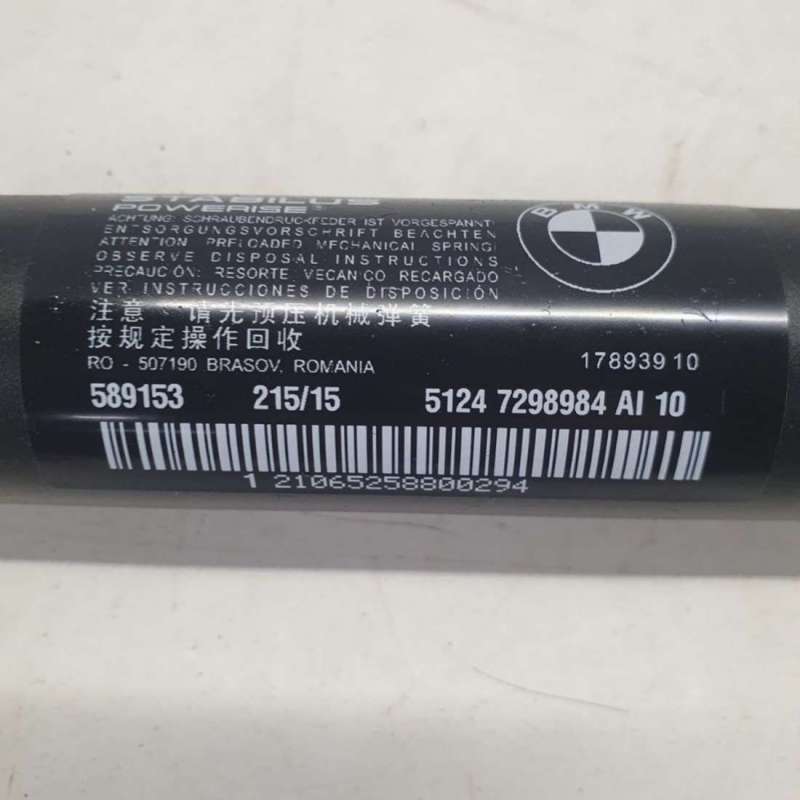 STABILUS
POWERISE
BMW
ACHTUNG: SCHRAUBENDRUCKFEDER IST VORGESPANNT!
ENTSORGUNGSVORSCHRIFT BEACHTEN
ATTENTION: PRELOADED MECHANICAL SPRING!
OBSERVE DISPOSAL INSTRUCTIONS
PRECAUCIÓN: RESORTE VECANICO RECARGADO
VER INSTRUCCIONES DE DISPOSICIÓN
注意 请先预压机械弹簧
按规定操作回收
RO - 507190 BRASOV, ROMANIA
17893910
589153 215/15 5124 7298984 AI 10
1 21065258800294